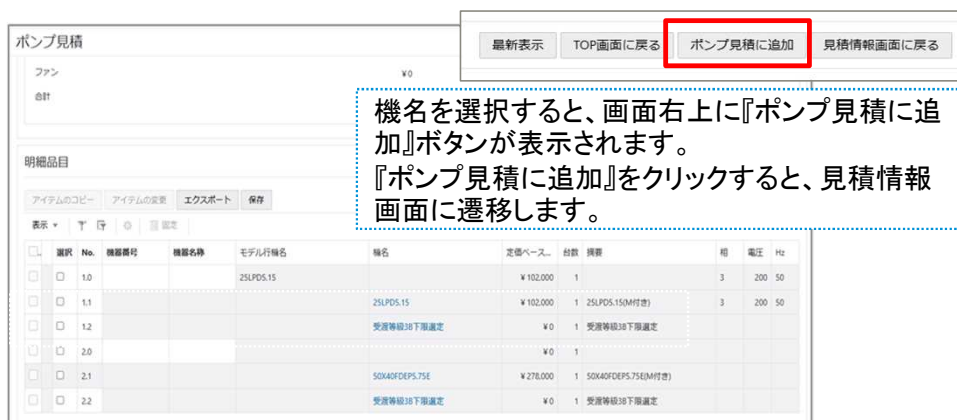 ポンプ見積
最新表示 TOP画面に戻る ポンプ見積に追加 見積情報画面に戻る
ファン ¥0
合計
機名を選択すると、画面右上に『ポンプ見積に追
加』ボタンが表示されます。
『ポンプ見積に追加』をクリックすると、見積情報
画面に遷移します。
明細品目
アイテムのコピー アイテムの変更 エクスポート 保存
表示 固定
選択 No. 機器番号 機器名称 モデル行機名 機名 定価ベース... 台数 摘要 相 電圧 Hz
1.0 25LPD5.15 ¥102,000 1 3 200 50
1.1 25LPD5.15 ¥102,000 1 25LPD5.15(M付き) 3 200 50
1.2 受渡等級3B下限選定 ¥0 1 受渡等級3B下限選定
2.0 ¥0 1
2.1 50X40FDEP5.75E ¥278,000 1 50X40FDEP5.75E(M付き)
2.2 受渡等級3B下限選定 ¥0 1 受渡等級3B下限選定